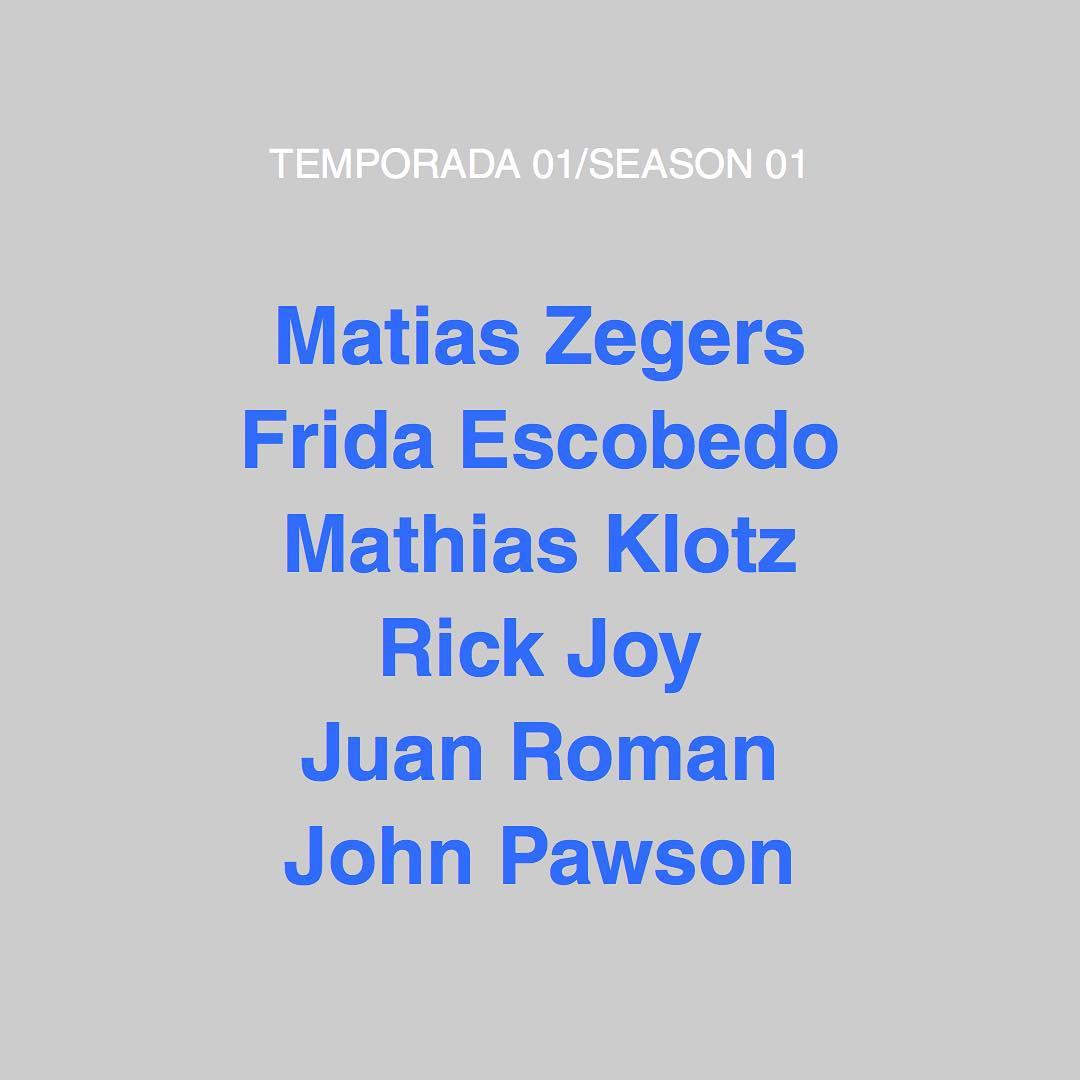 TEMPORADA 01/SEASON 01
Matias Zegers
Frida Escobedo
Mathias Klotz
Rick Joy
Juan Roman
John Pawson